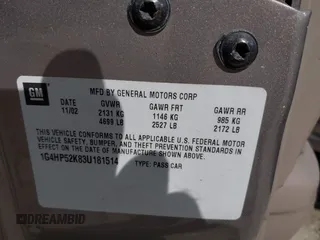 GM
MFD BY GENERAL MOTORS CORP
DATE GVWR GAWR FRT GAWR RR
11/02 2131 KG 1146 KG 985 KG
4699 LB 2527 LB 2172 LB
THIS VEHICLE CONFORMS TO ALL APPLICABLE U.S. FEDERAL MOTOR
VEHICLE SAFETY, BUMPER, AND THEFT PREVENTION STANDARDS IN
EFFECT ON THE DATE OF MANUFACTURE SHOWN ABOVE.
1G4HP52K83U181514 TYPE: PASS CAR
DREAMBID